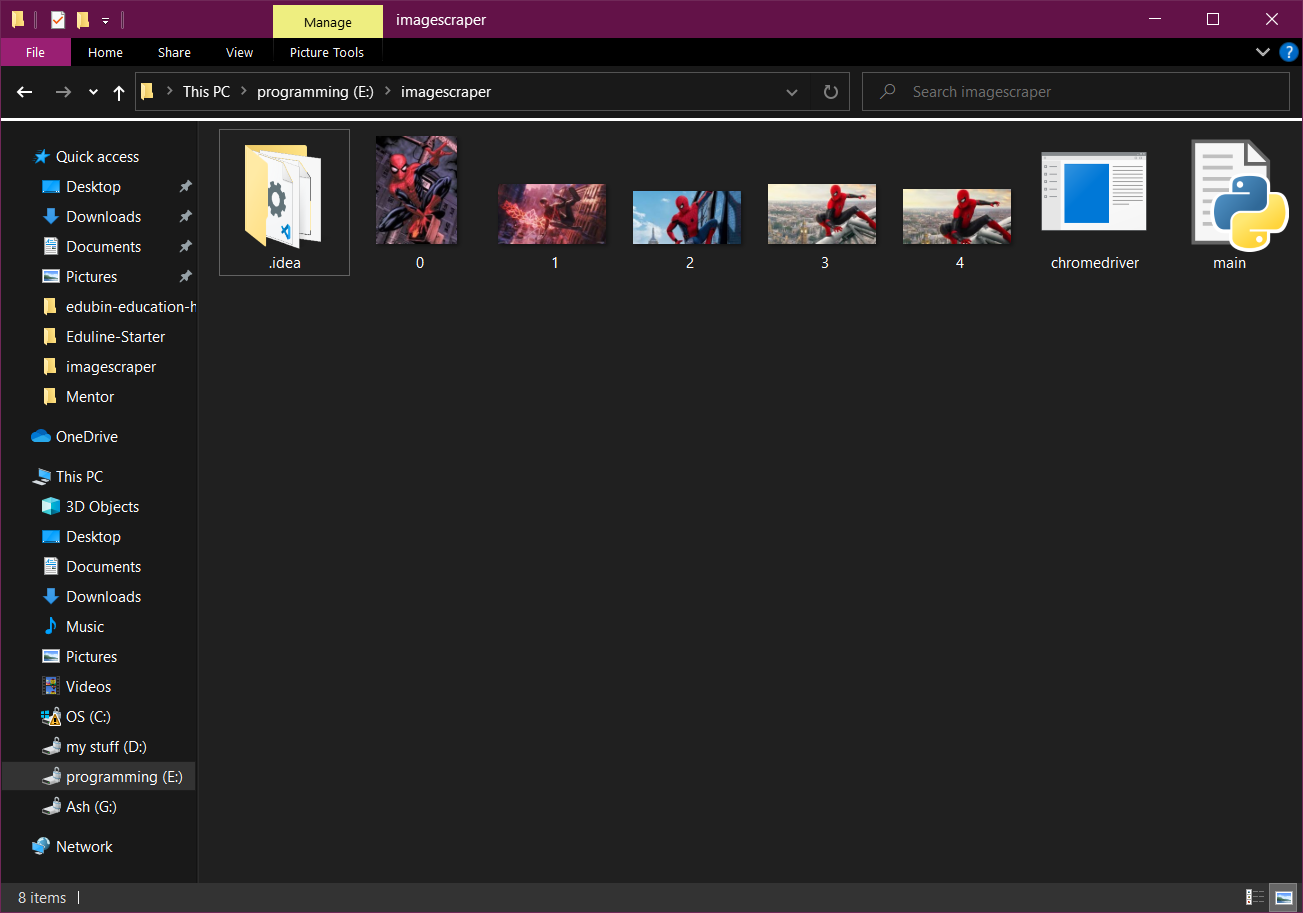 Manage
imagescraper
File
Home
Share
View
Picture Tools
?
This PC
programming (E:)
imagescraper
Search imagescraper
Quick access
Desktop
Downloads
Documents
Pictures
edubin-education-h
Eduline-Starter
imagescraper
Mentor
OneDrive
This PC
3D Objects
Desktop
Documents
Downloads
Music
Pictures
Videos
OS (C:)
my stuff (D:)
programming (E:)
Ash (G:)
Network
.idea
0
1
2
3
4
chromedriver
main
8 items